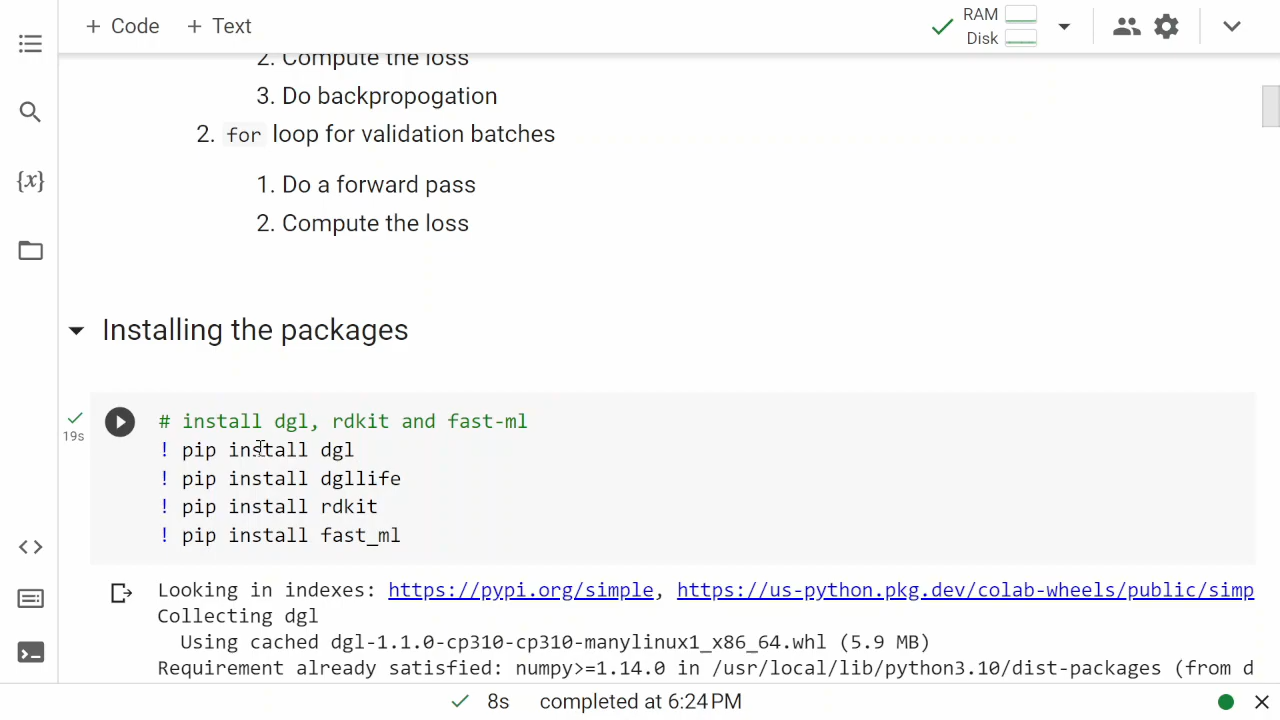 + Code + Text
RAM
Disk
2. Compute the loss
3. Do backpropogation
2. for loop for validation batches
1. Do a forward pass
2. Compute the loss
{x}
Installing the packages
19s
# install dgl, rdkit and fast-ml
! pip install dgl
! pip install dgllife
! pip install rdkit
! pip install fast_ml
Looking in indexes: https://pypi.org/simple, https://us-python.pkg.dev/colab-wheels/public/simp
Collecting dgl
Using cached dgl-1.1.0-cp310-cp310-manylinux1_x86_64.whl (5.9 MB)
Requirement already satisfied: numpy>=1.14.0 in /usr/local/lib/python3.10/dist-packages (from d
8s completed at 6:24 PM